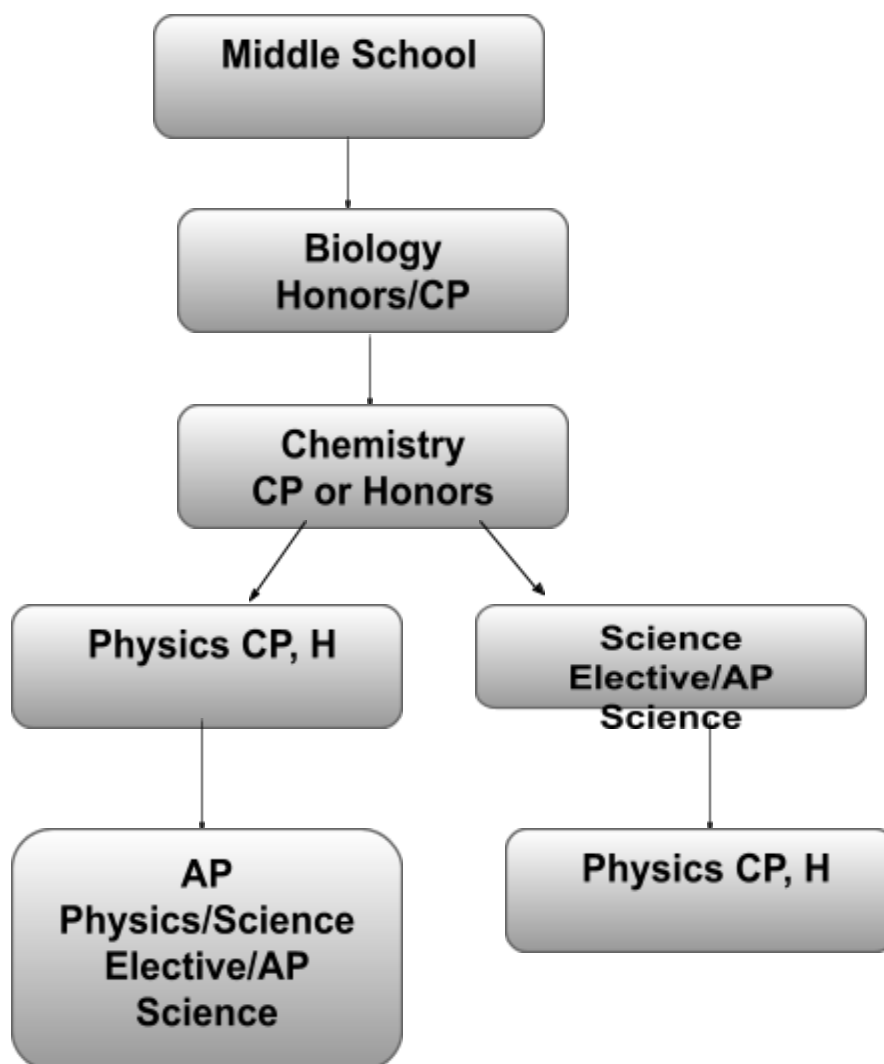 Middle School
Biology
Honors/CP
Chemistry
CP or Honors
Physics CP, H
Science
Elective/AP
Science
AP
Physics/Science
Elective/AP
Science
Physics CP, H